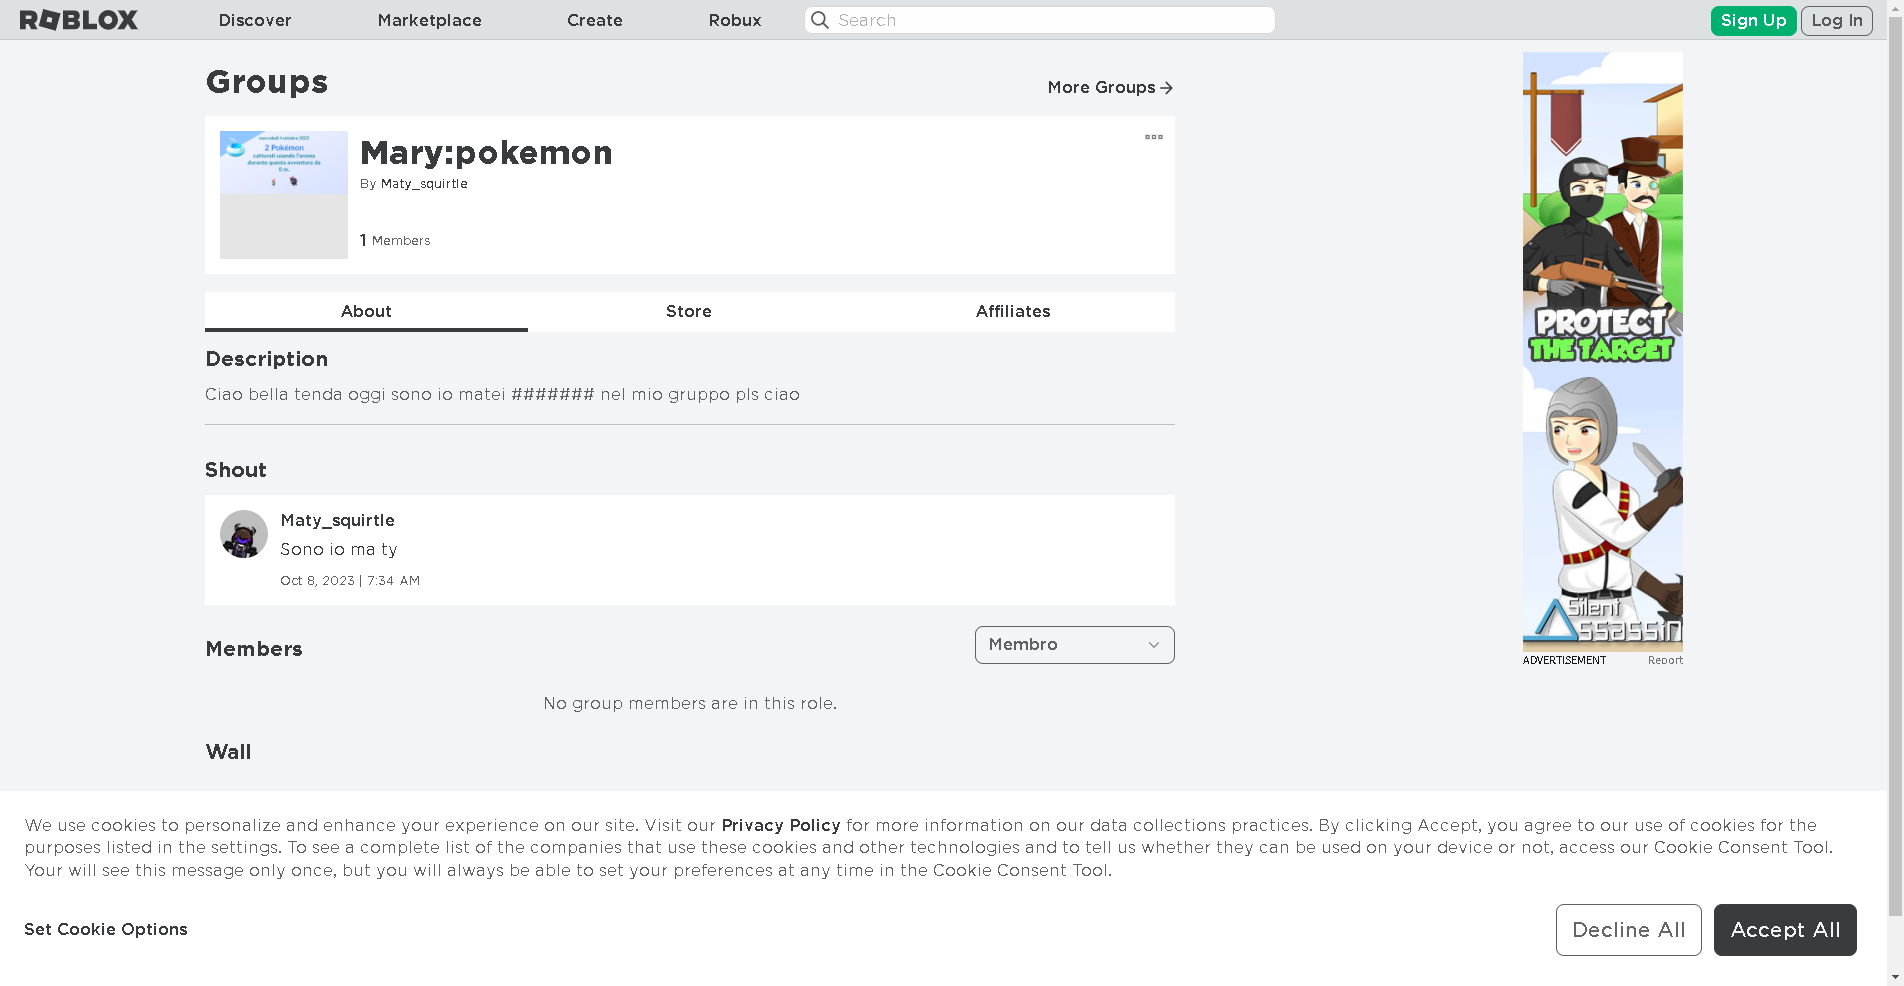 ROBLOX
Discover
Marketplace
Create
Robux
Search
Sign Up
Log In
Groups
More Groups
mercoledì 4 ottobre 2023
2 Pokémon
catturati usando l'aroma
durante questa avventura da
0 m.
Mary:pokemon
By Maty_squirtle
1 Members
About
Store
Affiliates
Description
Ciao bella tenda oggi sono io matei ####### nel mio gruppo pls ciao
Shout
Maty_squirtle
Sono io ma ty
Oct 8, 2023 | 7:34 AM
Members
Membro
No group members are in this role.
Wall
PROTECT
THE TARGET
Silent
Assassin
ADVERTISEMENT
Report
We use cookies to personalize and enhance your experience on our site. Visit our Privacy Policy for more information on our data collections practices. By clicking Accept, you agree to our use of cookies for the
purposes listed in the settings. To see a complete list of the companies that use these cookies and other technologies and to tell us whether they can be used on your device or not, access our Cookie Consent Tool.
Your will see this message only once, but you will always be able to set your preferences at any time in the Cookie Consent Tool.
Set Cookie Options
Decline All
Accept All